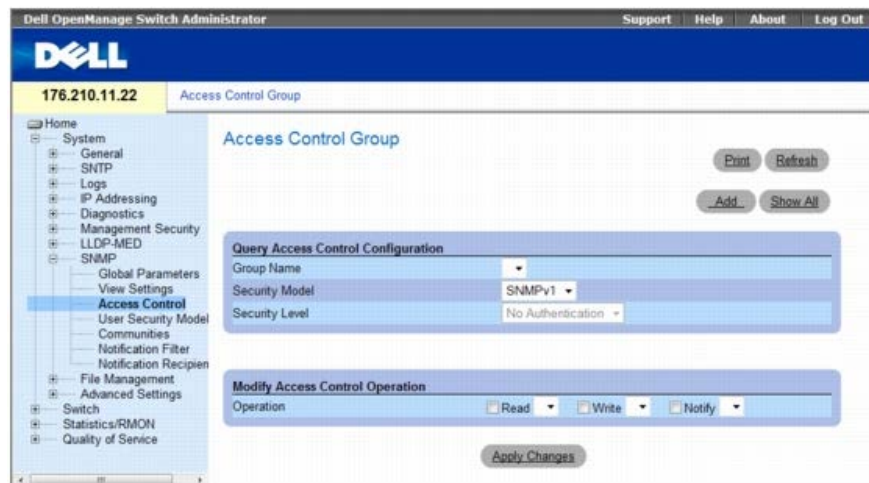 Dell OpenManage Switch Administrator
Support Help About Log Out
DELL
176.210.11.22
Access Control Group
Home
System
General
SNTP
Logs
IP Addressing
Diagnostics
Management Security
LLDP-MED
SNMP
Global Parameters
View Settings
Access Control
User Security Model
Communities
Notification Filter
Notification Recipien
File Management
Advanced Settings
Switch
Statistics/RMON
Quality of Service
Access Control Group
Print Refresh
Add Show All
Query Access Control Configuration
Group Name
Security Model SNMPv1
Security Level No Authentication
Modify Access Control Operation
Operation Read Write Notify
Apply Changes